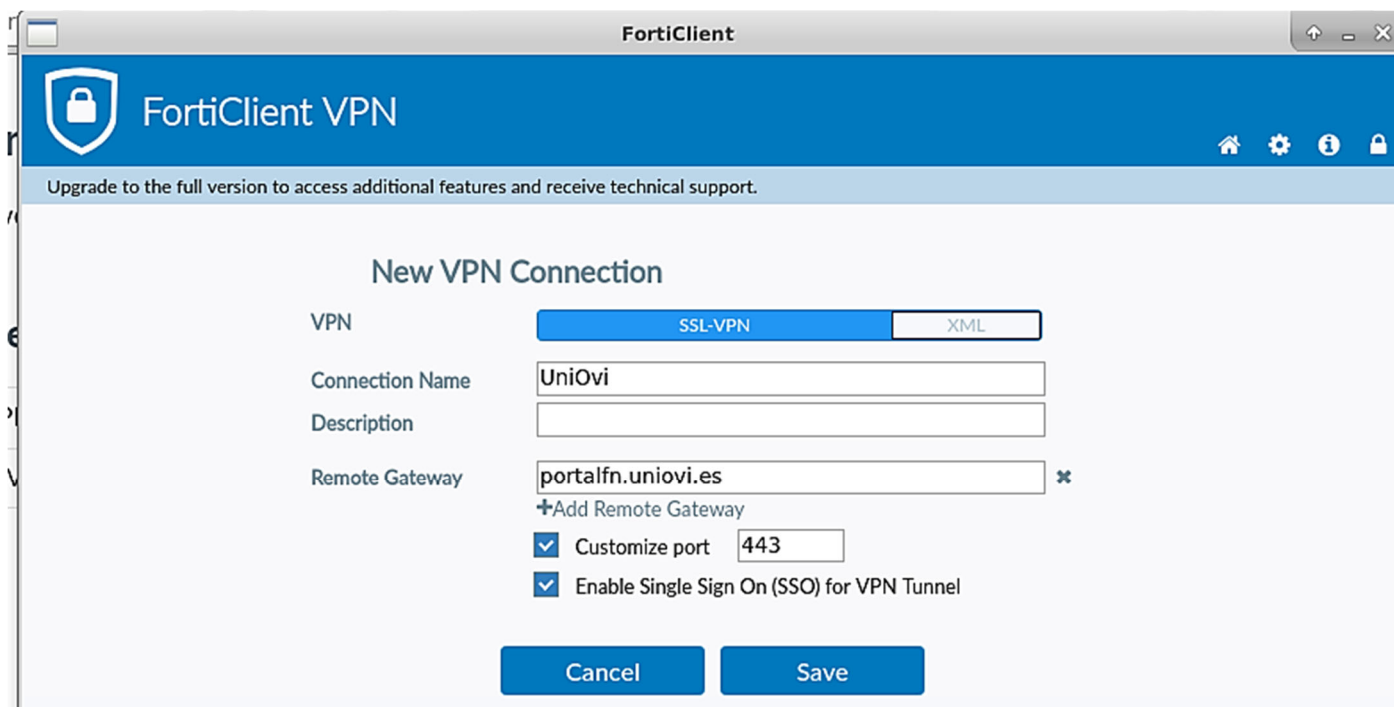 FortiClient
FortiClient VPN
Upgrade to the full version to access additional features and receive technical support.
New VPN Connection
VPN SSL-VPN XML
Connection Name UniOvi
Description
Remote Gateway portalfn.uniovi.es
+Add Remote Gateway
Customize port 443
Enable Single Sign On (SSO) for VPN Tunnel
Cancel Save